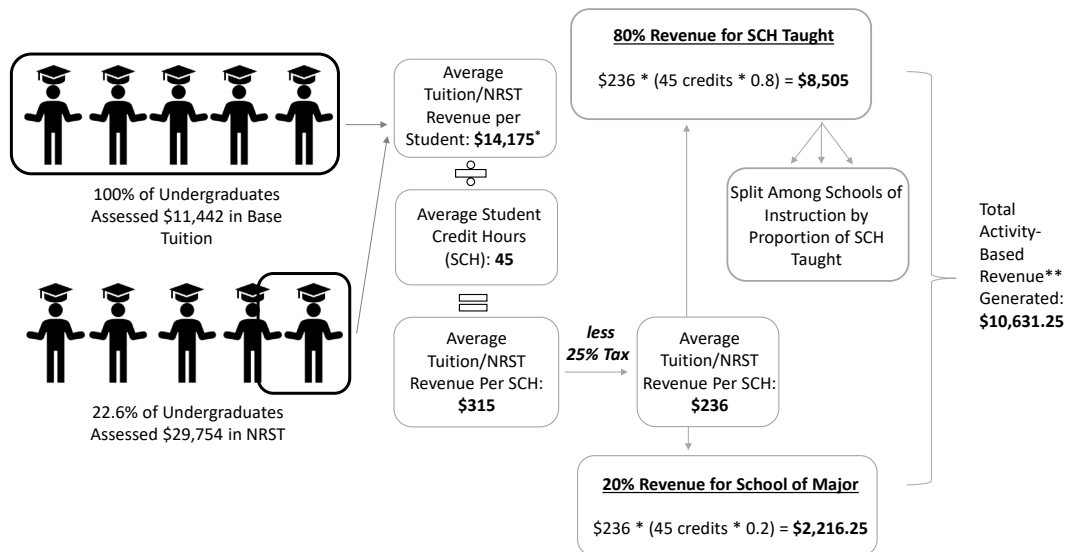 100% of Undergraduates
Assessed $11,442 in Base
Tuition
22.6% of Undergraduates
Assessed $29,754 in NRST
Average
Tuition/NRST
Revenue per
Student: $14,175*
÷
Average Student
Credit Hours
(SCH): 45
=
Average
Tuition/NRST
Revenue Per SCH:
$315
less
25% Tax
Average
Tuition/NRST
Revenue Per SCH:
$236
80% Revenue for SCH Taught
$236 * (45 credits * 0.8) = $8,505
Split Among Schools of
Instruction by
Proportion of SCH
Taught
20% Revenue for School of Major
$236 * (45 credits * 0.2) = $2,216.25
Total
Activity-
Based
Revenue**
Generated:
$10,631.25